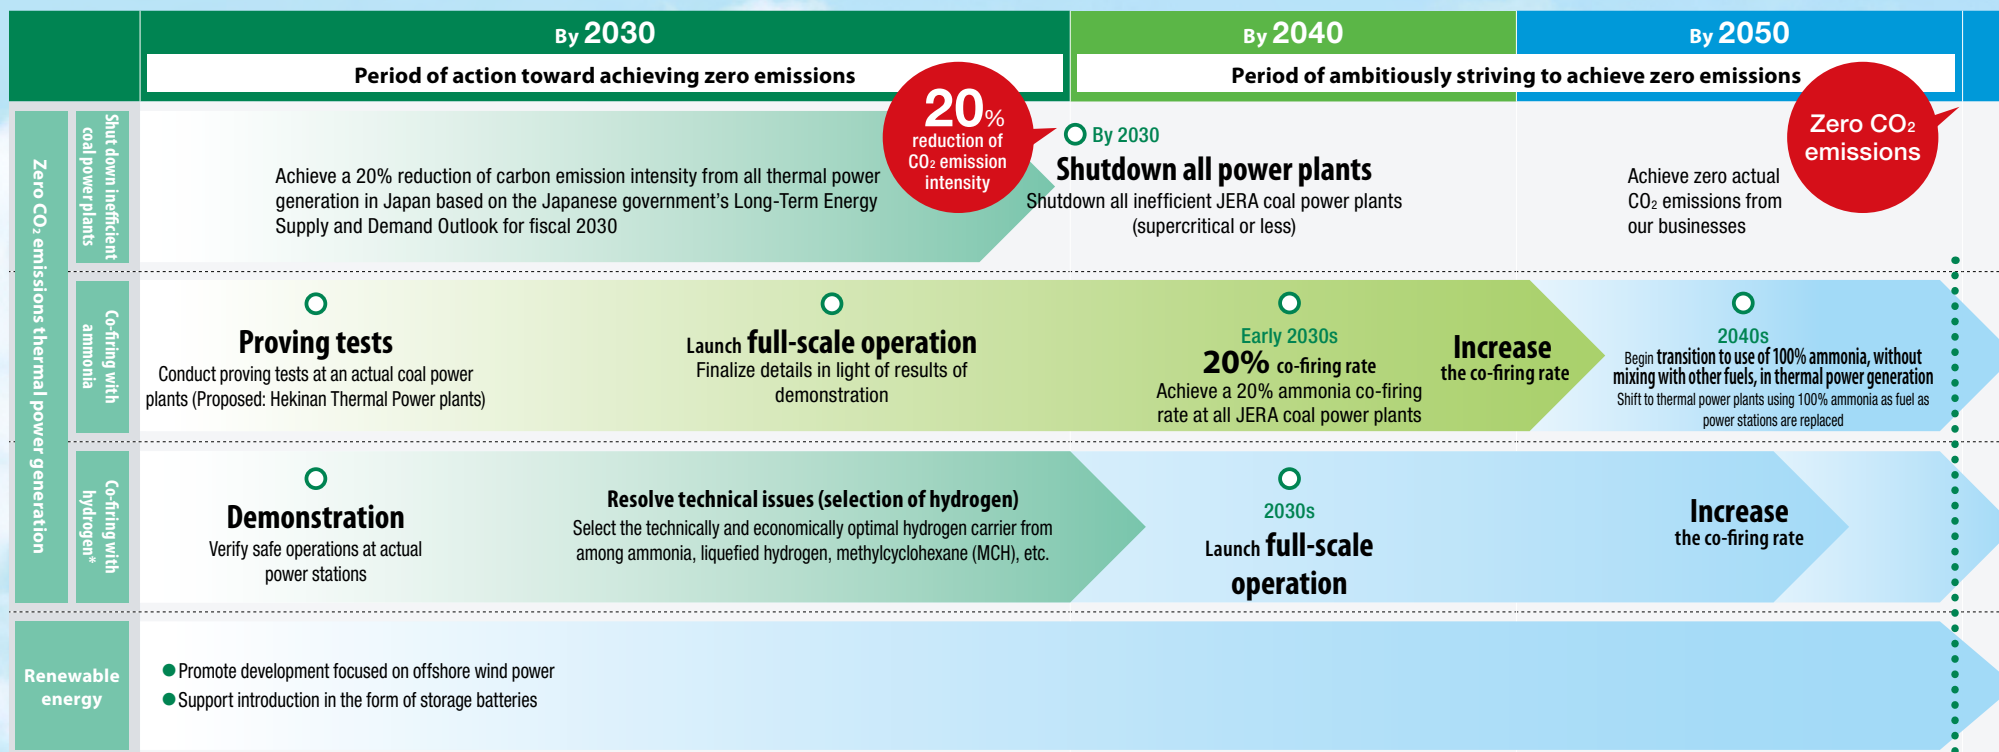 By 2030
By 2040
By 2050
Period of action toward achieving zero emissions
Period of ambitiously striving to achieve zero emissions
Zero CO₂ emissions thermal power generation
Shut down inefficient
coal power plants
Achieve a 20% reduction of carbon emission intensity from all thermal power
generation in Japan based on the Japanese government's Long-Term Energy
Supply and Demand Outlook for fiscal 2030
20%
reduction of
CO₂ emission
intensity
By 2030
Shutdown all power plants
Shutdown all inefficient JERA coal power plants
(supercritical or less)
Achieve zero actual
CO₂ emissions from
our businesses
Zero CO₂
emissions
Co-firing with
ammonia
Proving tests
Conduct proving tests at an actual coal power
plants (Proposed: Hekinan Thermal Power plants)
Launch full-scale operation
Finalize details in light of results of
demonstration
Early 2030s
20% co-firing rate
Achieve a 20% ammonia co-firing
rate at all JERA coal power plants
Increase
the co-firing rate
2040s
Begin transition to use of 100% ammonia, without
mixing with other fuels, in thermal power generation
Shift to thermal power plants using 100% ammonia as fuel as
power stations are replaced
Co-firing with
hydrogen*
Demonstration
Verify safe operations at actual
power stations
Resolve technical issues (selection of hydrogen)
Select the technically and economically optimal hydrogen carrier from
among ammonia, liquefied hydrogen, methylcyclohexane (MCH), etc.
2030s
Launch full-scale
operation
Increase
the co-firing rate
Renewable
energy
● Promote development focused on offshore wind power
● Support introduction in the form of storage batteries